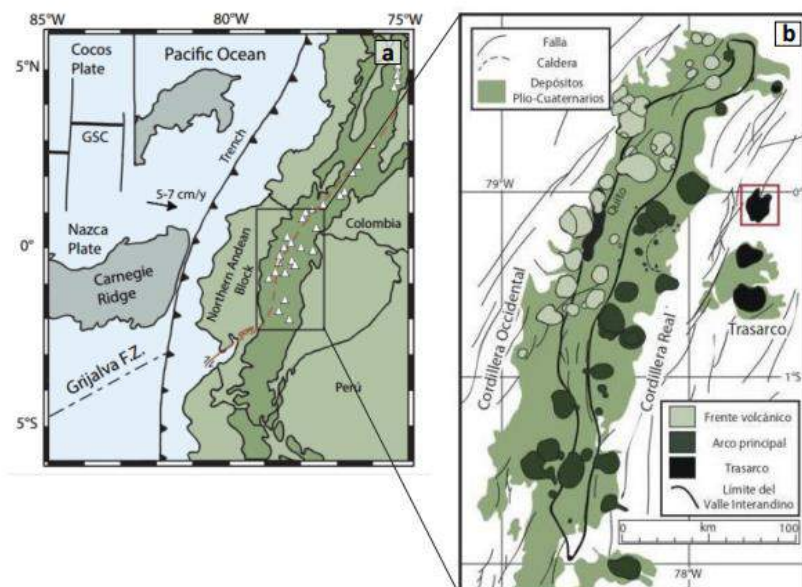 85°W
80°W
75°W
5°N
0°
5°S
a
Cocos
Plate
Pacific Ocean
GSC
Trench
5-7 cm/y
Nazca
Plate
Carnegie
Ridge
Northern Andean
Block
Colombia
Grijalva F.Z.
Perú
b
Falla
Caldera
Depósitos
Plio-Cuaternarios
79°W
0°
Quito
Cordillera Occidental
Cordillera Real
Trasarco
1°S
Frente volcánico
Arco principal
Trasarco
Límite del
Valle Interandino
0 km 100
78°W